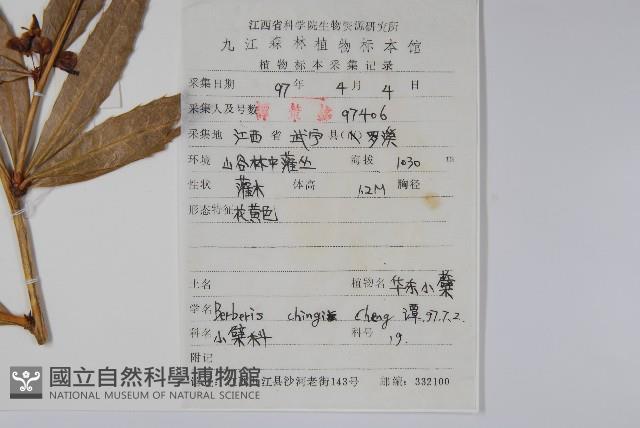 江西省科学院生物资源研究所
九江森林植物标本馆
植物标本采集记录
采集日期 97 年 4 月 4 日
采集人及号数 97406
采集地 江西 省 武宁 县 罗溪
环境 山谷林中灌丛 海拔 1030 m
性状 灌木 体高 1.2M 胸径
形态特征 枝黄色
土名 植物名 华东小檗
学名 Berberis chingii Cheng 谭.97.7.2.
科名 小檗科 科号 19.
附记
江县沙河老街143号 邮编:332100
國立自然科學博物館
NATIONAL MUSEUM OF NATURAL SCIENCE